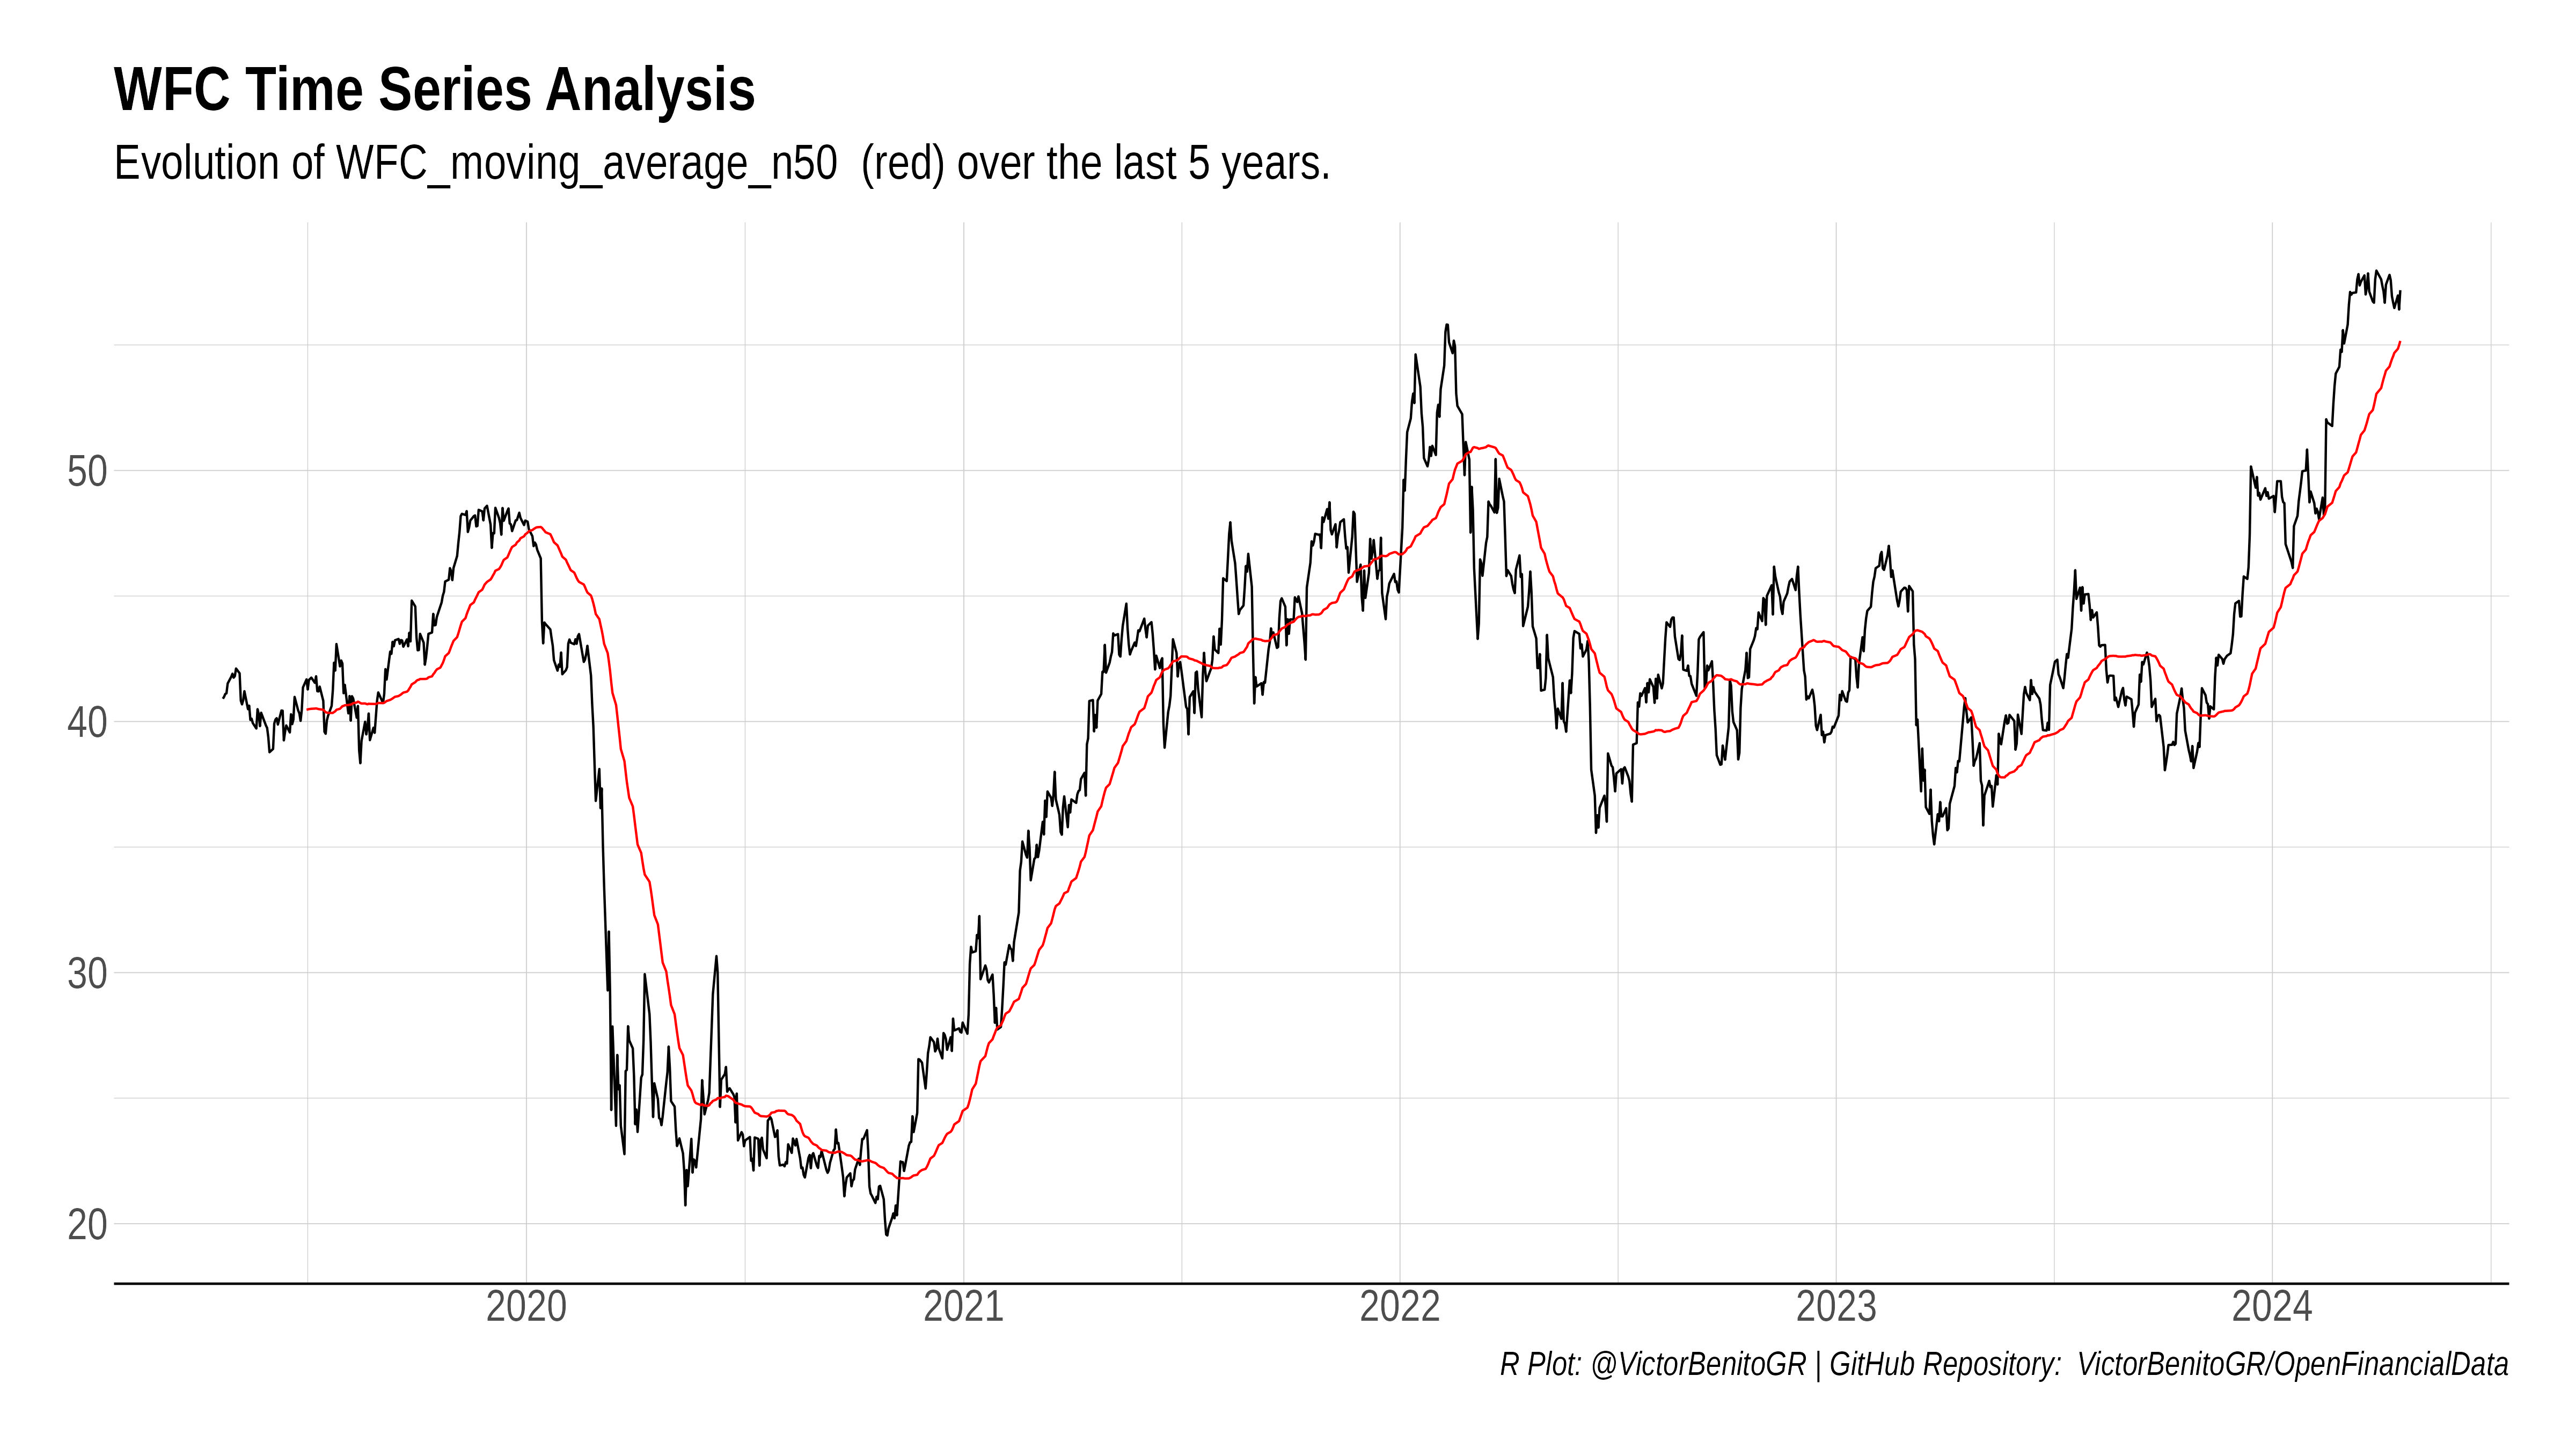 WFC Time Series Analysis
Evolution of WFC_moving_average_n50  (red) over the last 5 years.
50
40
30
20
2020 2021 2022 2023 2024
R Plot: @VictorBenitoGR | GitHub Repository:  VictorBenitoGR/OpenFinancialData